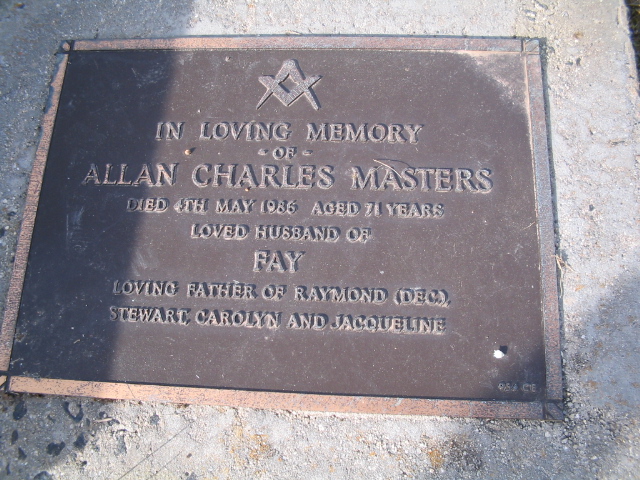 IN LOVING MEMORY
- OF -
ALLAN CHARLES MASTERS
DIED 4TH MAY 1986 AGED 71 YEARS
LOVED HUSBAND OF
FAY
LOVING FATHER OF RAYMOND (DEC),
STEWART, CAROLYN AND JACQUELINE